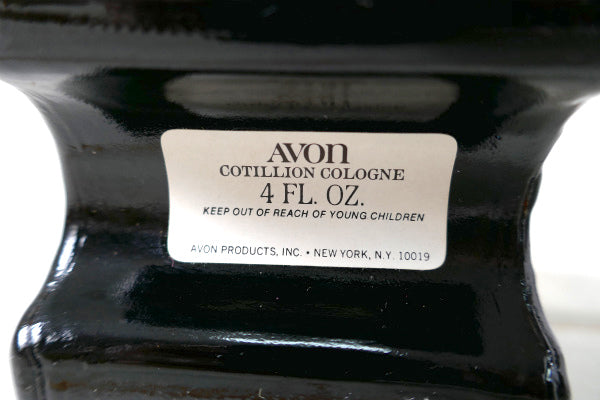 AVON
COTILLION COLOGNE
4 FL. OZ.
KEEP OUT OF REACH OF YOUNG CHILDREN
AVON PRODUCTS, INC. • NEW YORK, N.Y. 10019